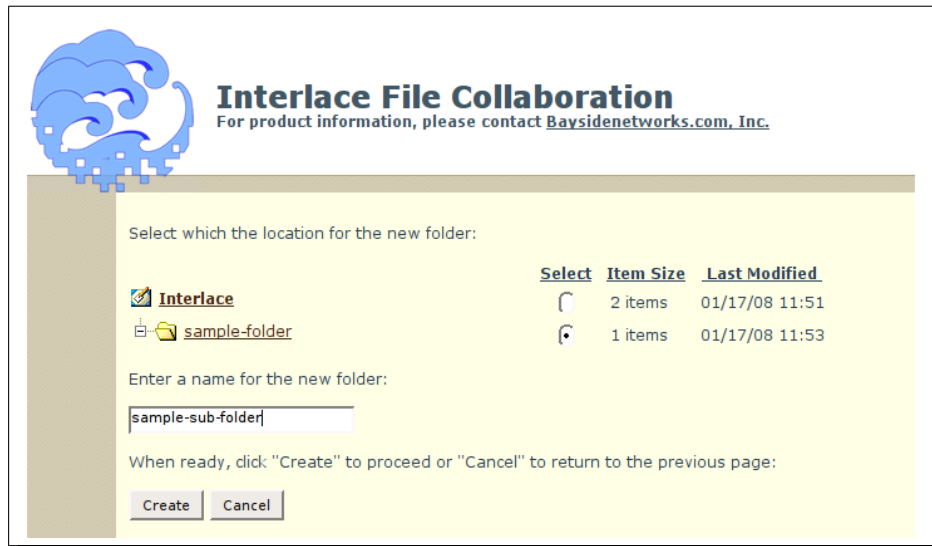 Interlace File Collaboration
For product information, please contact Baysidenetworks.com, Inc.
Select which the location for the new folder:
Select Item Size Last Modified
Interlace 2 items 01/17/08 11:51
sample-folder 1 items 01/17/08 11:53
Enter a name for the new folder:
sample-sub-folder
When ready, click "Create" to proceed or "Cancel" to return to the previous page:
Create Cancel